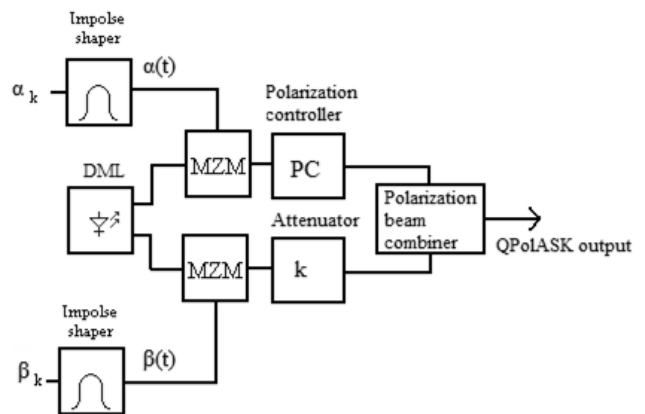 Impolse
shaper
α k
α(t)
Polarization
controller
MZM
PC
DML
Polarization
beam
combiner
QPolASK output
Attenuator
MZM
k
Impolse
shaper
β k
β(t)